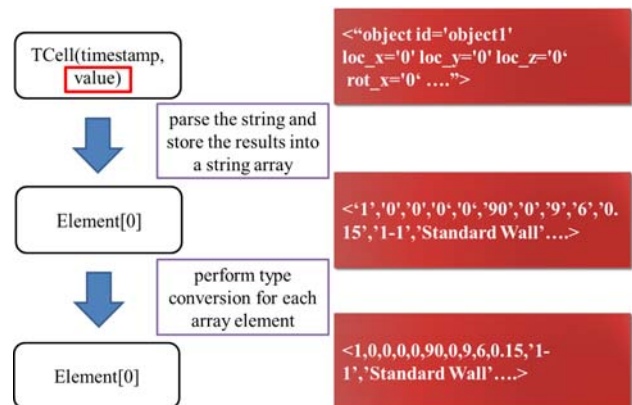 TCell(timestamp,
value)
<“object id='object1'
loc_x='0' loc_y='0' loc_z='0‘
rot_x='0‘ ….”>
parse the string and
store the results into
a string array
Element[0]
<‘1’,'0','0','0‘,'0‘,’90’,’0’,’9’,’6’,’0.
15’,’1-1’,’Standard Wall’….>
perform type
conversion for each
array element
Element[0]
<1,0,0,0,0,90,0,9,6,0.15,’1-
1’,’Standard Wall’….>